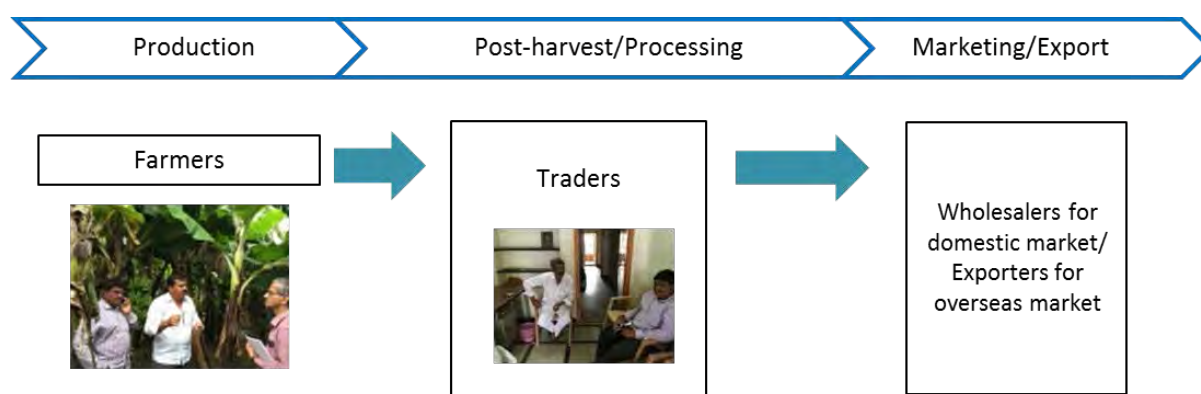 Production
Post-harvest/Processing
Marketing/Export
Farmers
Traders
Wholesalers for
domestic market/
Exporters for
overseas market